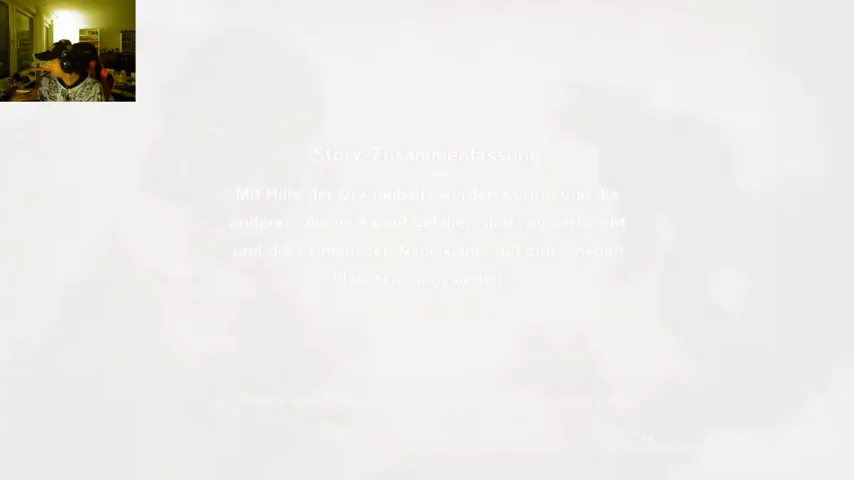 Story-Zusammenfassung
Mit Hilfe der Dragonballs wurden Krillin und die
anderen, die im Kampf gefallen sind, wiederbelebt
und die heimatlosen Namekianer auf einen neuen
Planeten umgesiedelt.